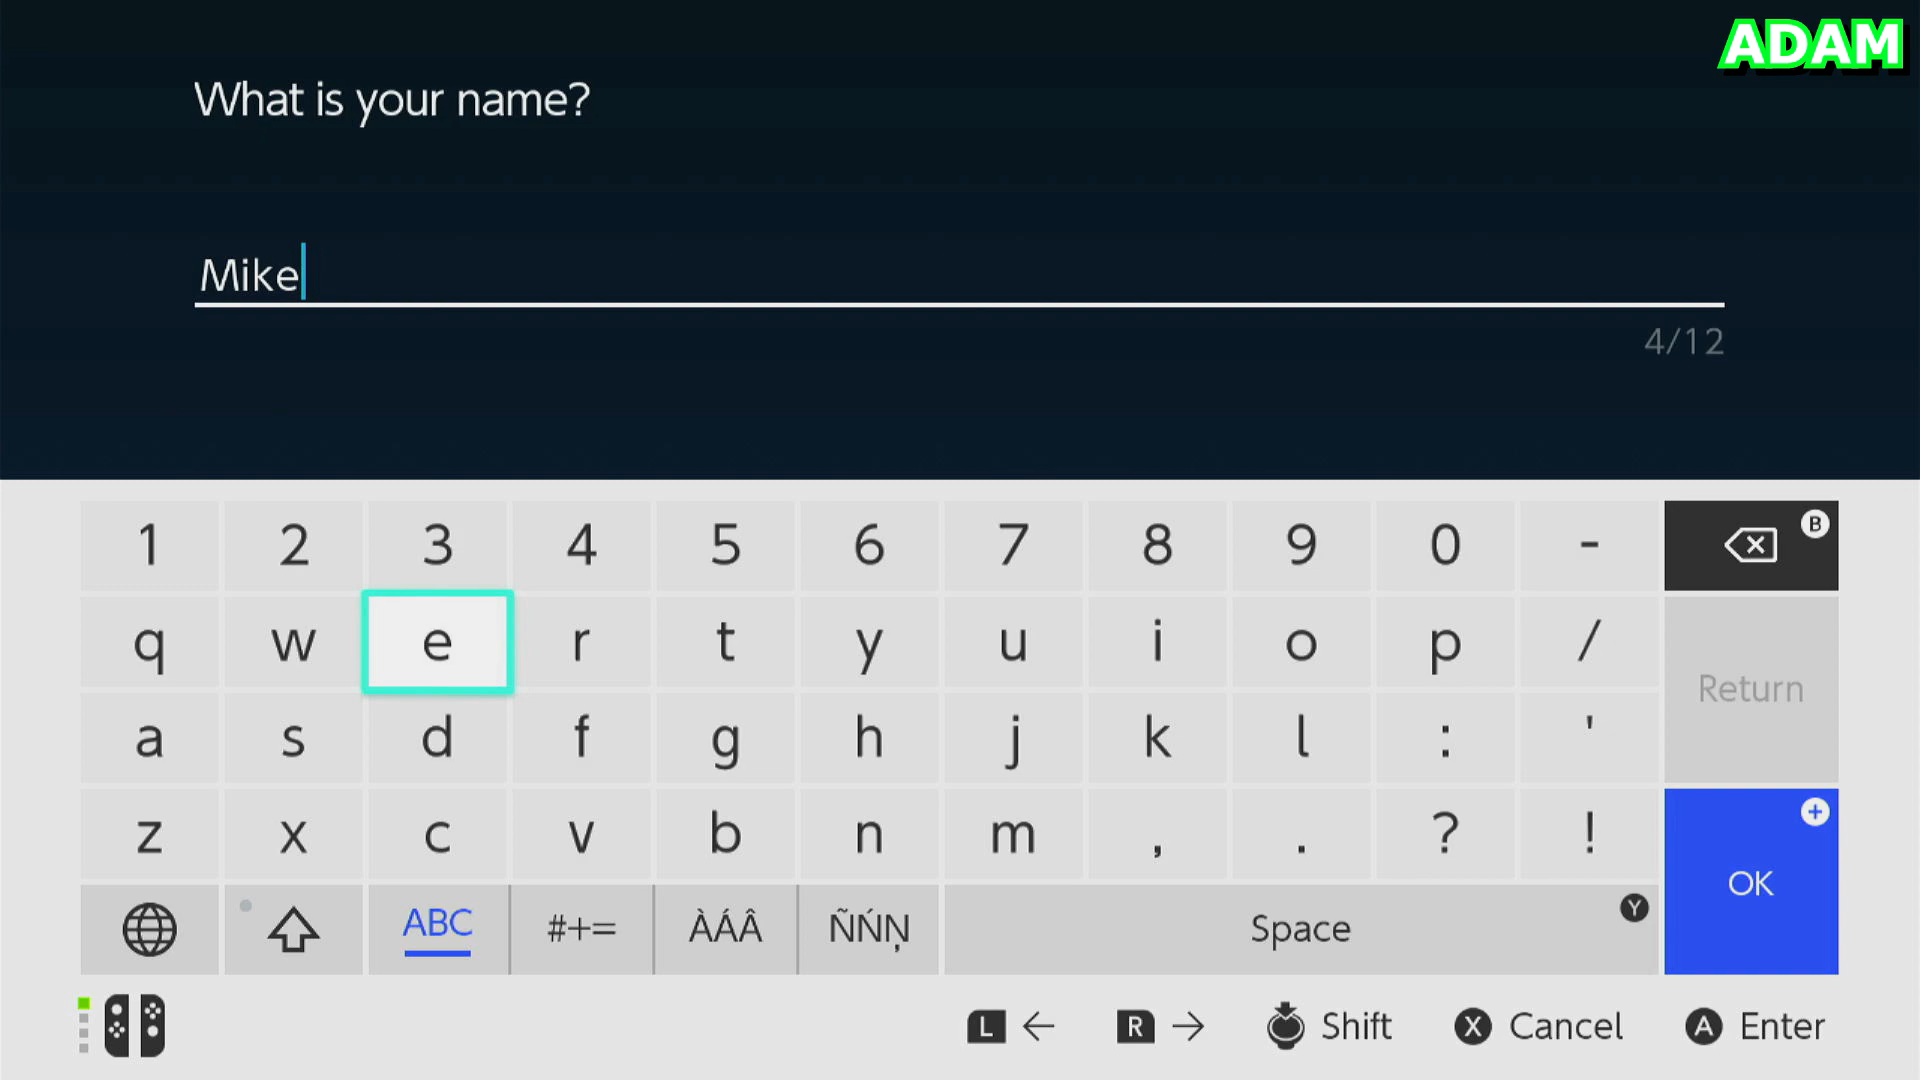 ADAM
What is your name?
Mike
4/12
1 2 3 4 5 6 7 8 9 0 -
B
q w e r t y u i o p /
Return
a s d f g h j k l : '
z x c v b n m , . ? !
+
OK
ABC #+= ÀÁÂ ÑŃŅ Space Y
L ← R → Shift X Cancel A Enter